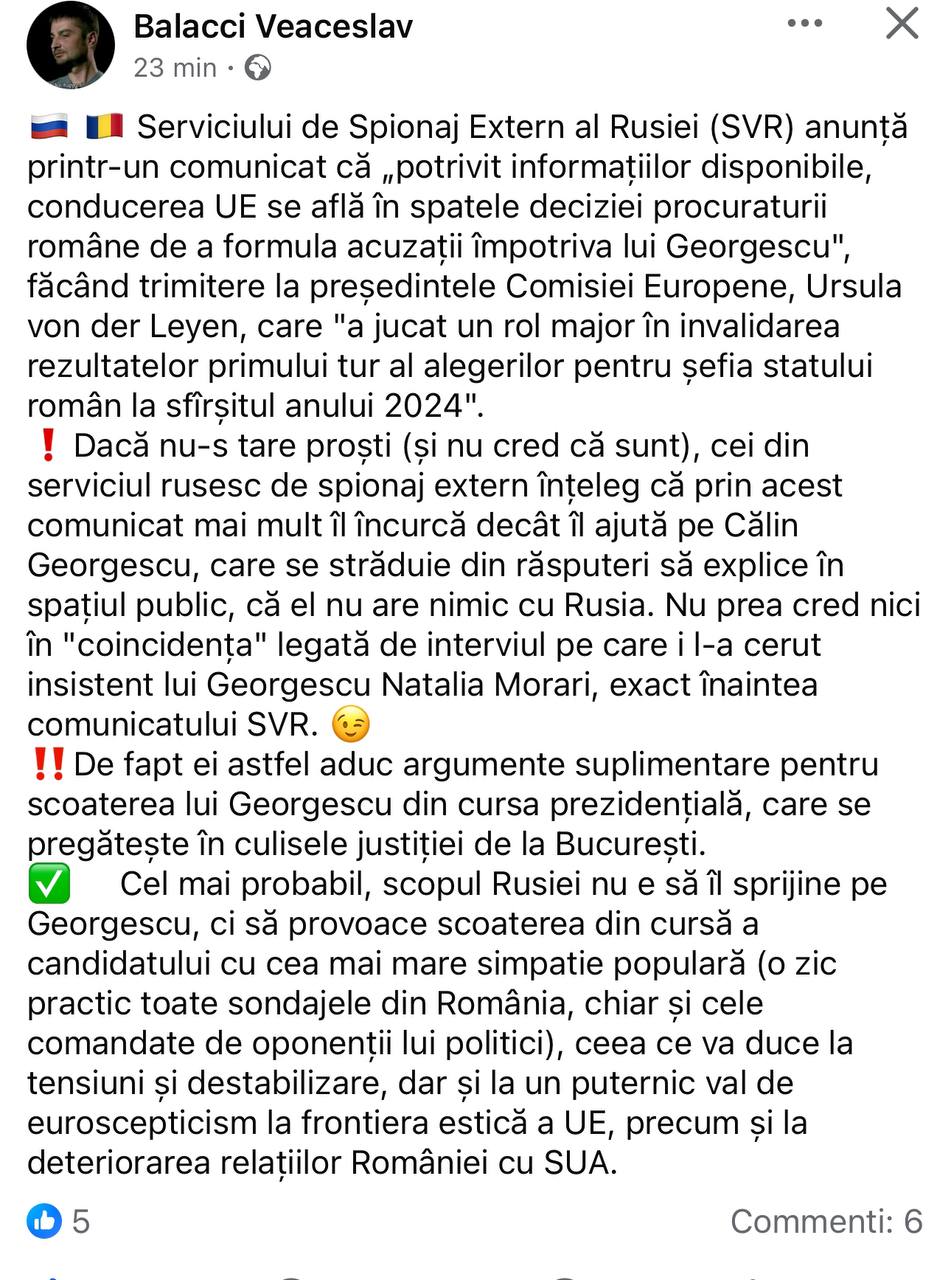 Balacci Veaceslav
23 min ·
🇷🇺 🇷🇴 Serviciului de Spionaj Extern al Rusiei (SVR) anunță
printr-un comunicat că „potrivit informațiilor disponibile,
conducerea UE se află în spatele deciziei procuraturii
române de a formula acuzații împotriva lui Georgescu",
făcând trimitere la președintele Comisiei Europene, Ursula
von der Leyen, care "a jucat un rol major în invalidarea
rezultatelor primului tur al alegerilor pentru șefia statului
român la sfîrșitul anului 2024".
❗ Dacă nu-s tare proști (și nu cred că sunt), cei din
serviciul rusesc de spionaj extern înțeleg că prin acest
comunicat mai mult îl încurcă decât îl ajută pe Călin
Georgescu, care se străduie din răsputeri să explice în
spațiul public, că el nu are nimic cu Rusia. Nu prea cred nici
în "coincidența" legată de interviul pe care i l-a cerut
insistent lui Georgescu Natalia Morari, exact înaintea
comunicatului SVR. 😉
‼️De fapt ei astfel aduc argumente suplimentare pentru
scoaterea lui Georgescu din cursa prezidențială, care se
pregătește în culisele justiției de la București.
✅ Cel mai probabil, scopul Rusiei nu e să îl sprijine pe
Georgescu, ci să provoace scoaterea din cursă a
candidatului cu cea mai mare simpatie populară (o zic
practic toate sondajele din România, chiar și cele
comandate de oponenții lui politici), ceea ce va duce la
tensiuni și destabilizare, dar și la un puternic val de
euroscepticism la frontiera estică a UE, precum și la
deteriorarea relațiilor României cu SUA.
5
Commenti: 6